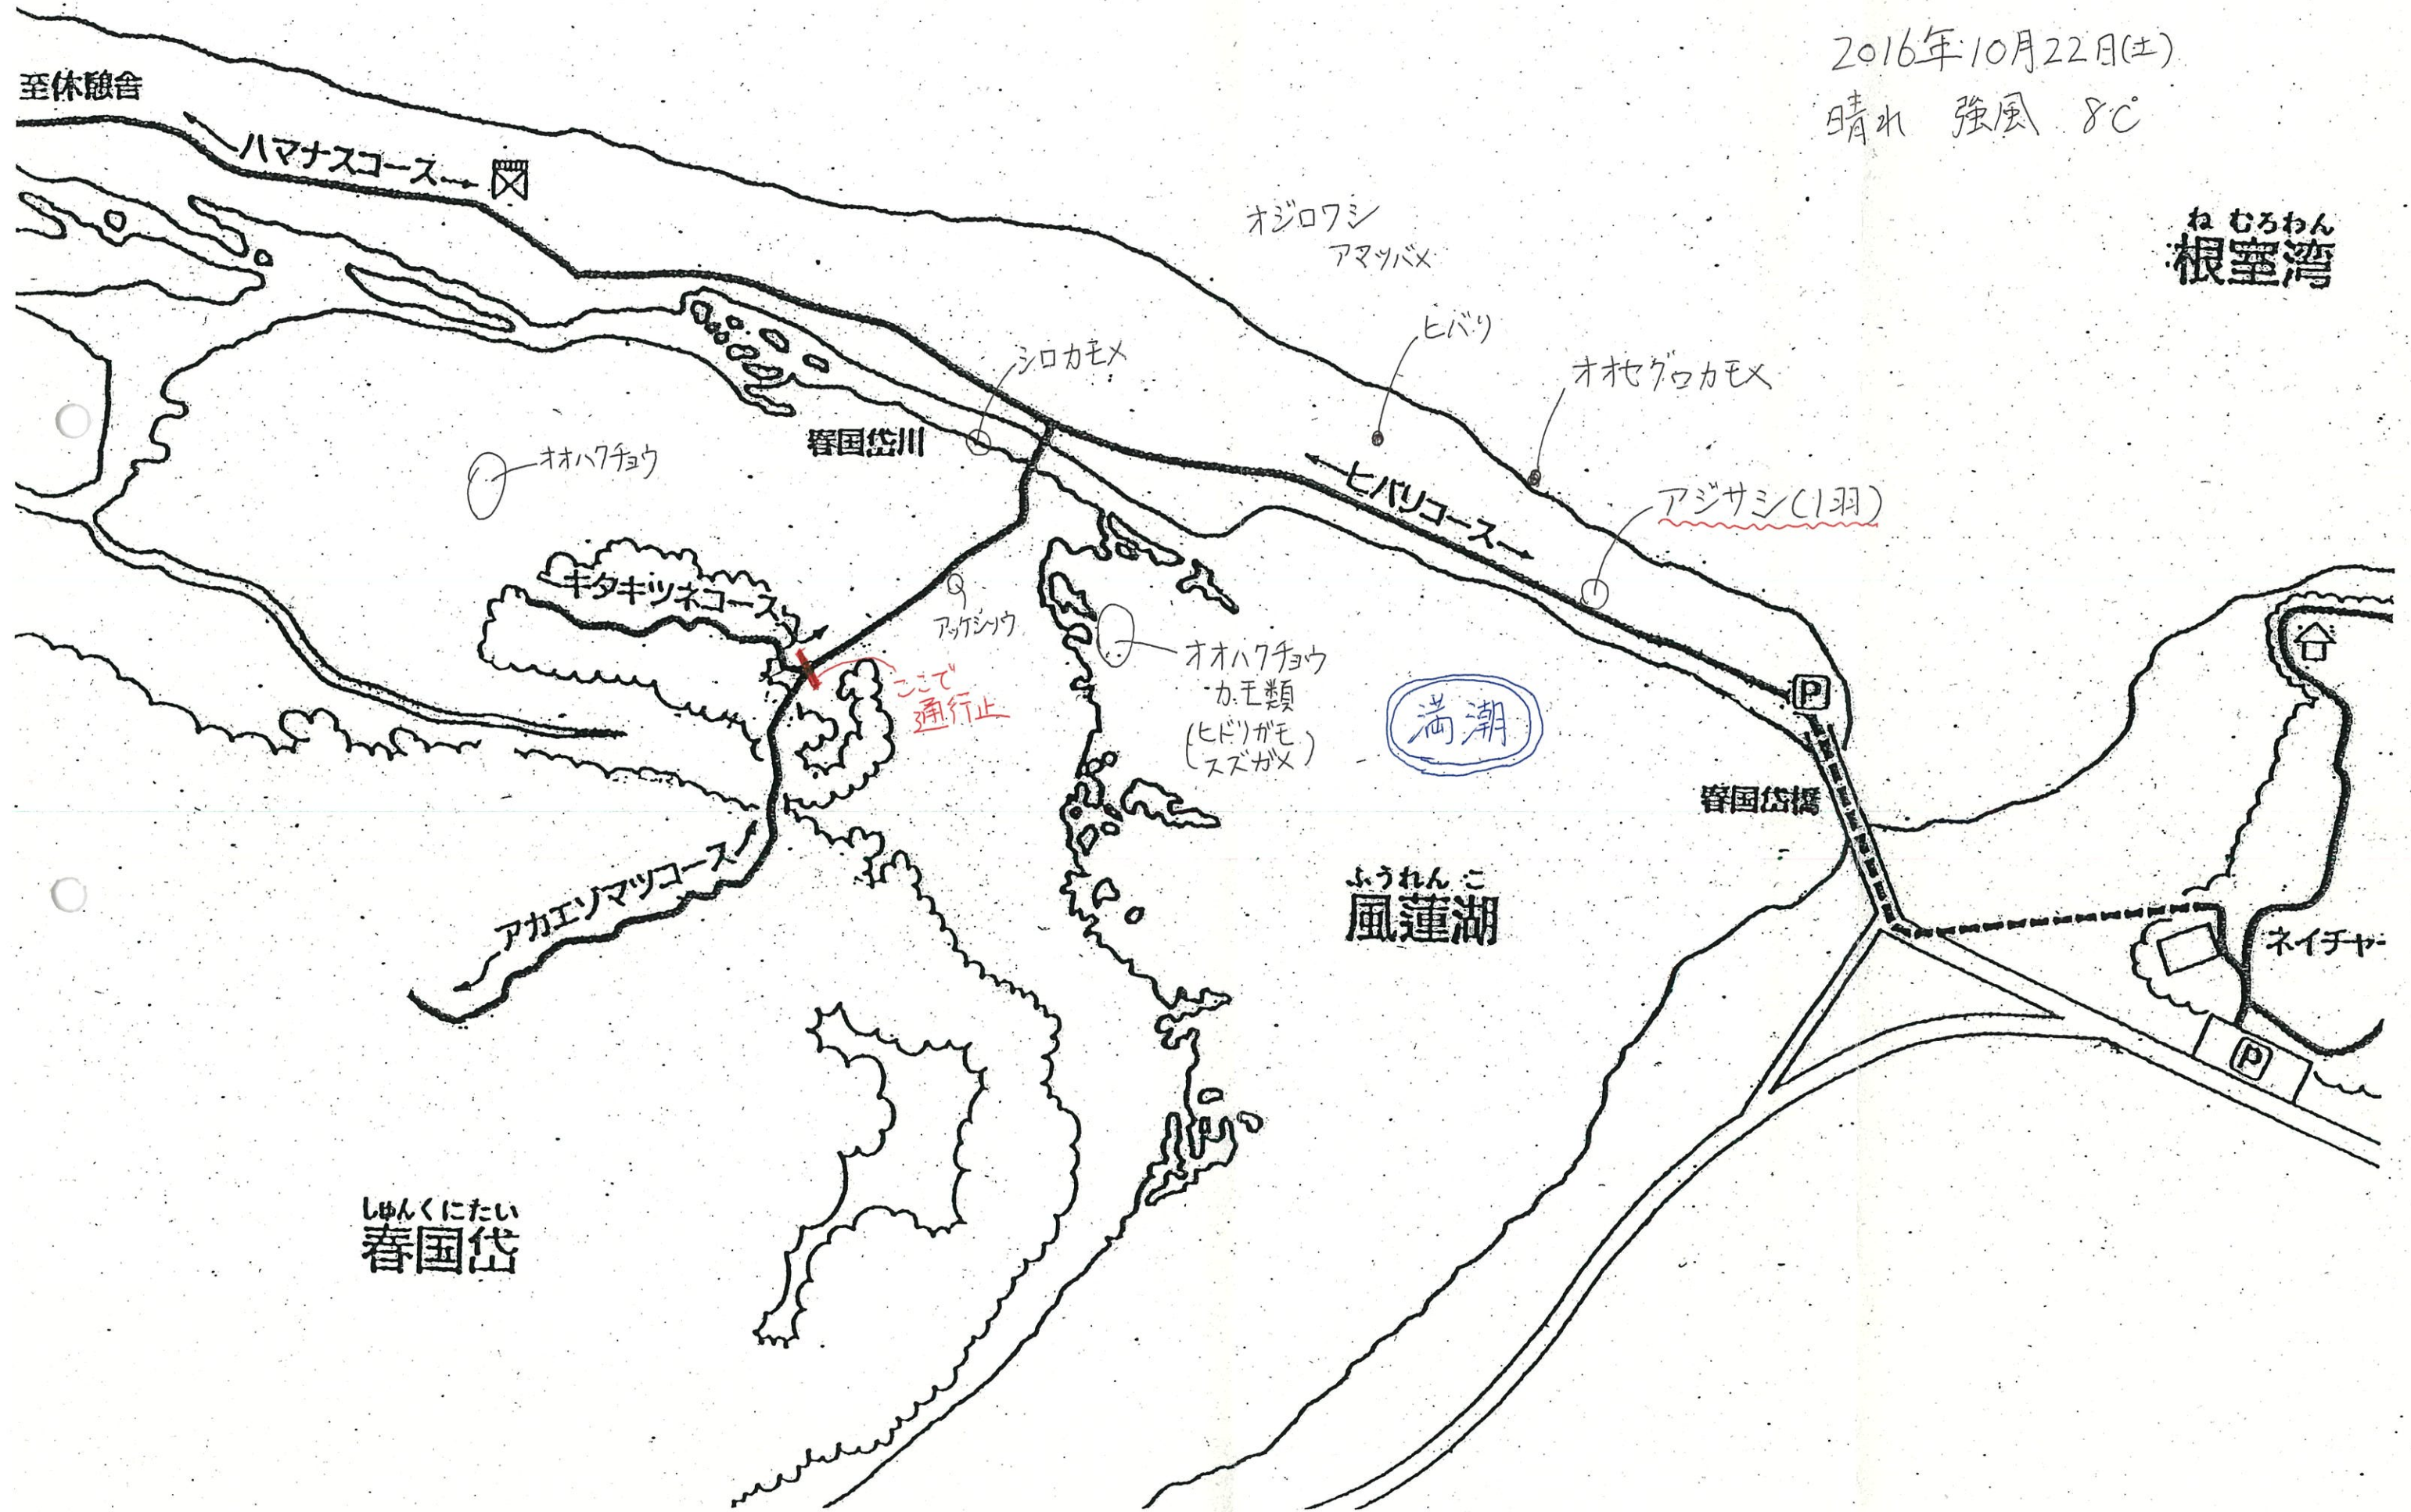 2016年10月22日(土)
晴れ 強風 8℃
至休憩舎
ハマナスコース
オジロワシ
アマツバメ
ねむろわん
根室湾
ヒバリ
シロカモメ
オオセグロカモメ
春国岱川
オオハクチョウ
ヒバリコース
アジサシ(1羽)
キタキツネコース
アッケシソウ
ここで
通行止
オオハクチョウ
カモ類
(ヒドリガモ
スズガメ)
満潮
P
春国岱橋
アカエゾマツコース
ふうれんこ
風蓮湖
ネイチャー
P
しゅんくにたい
春国岱